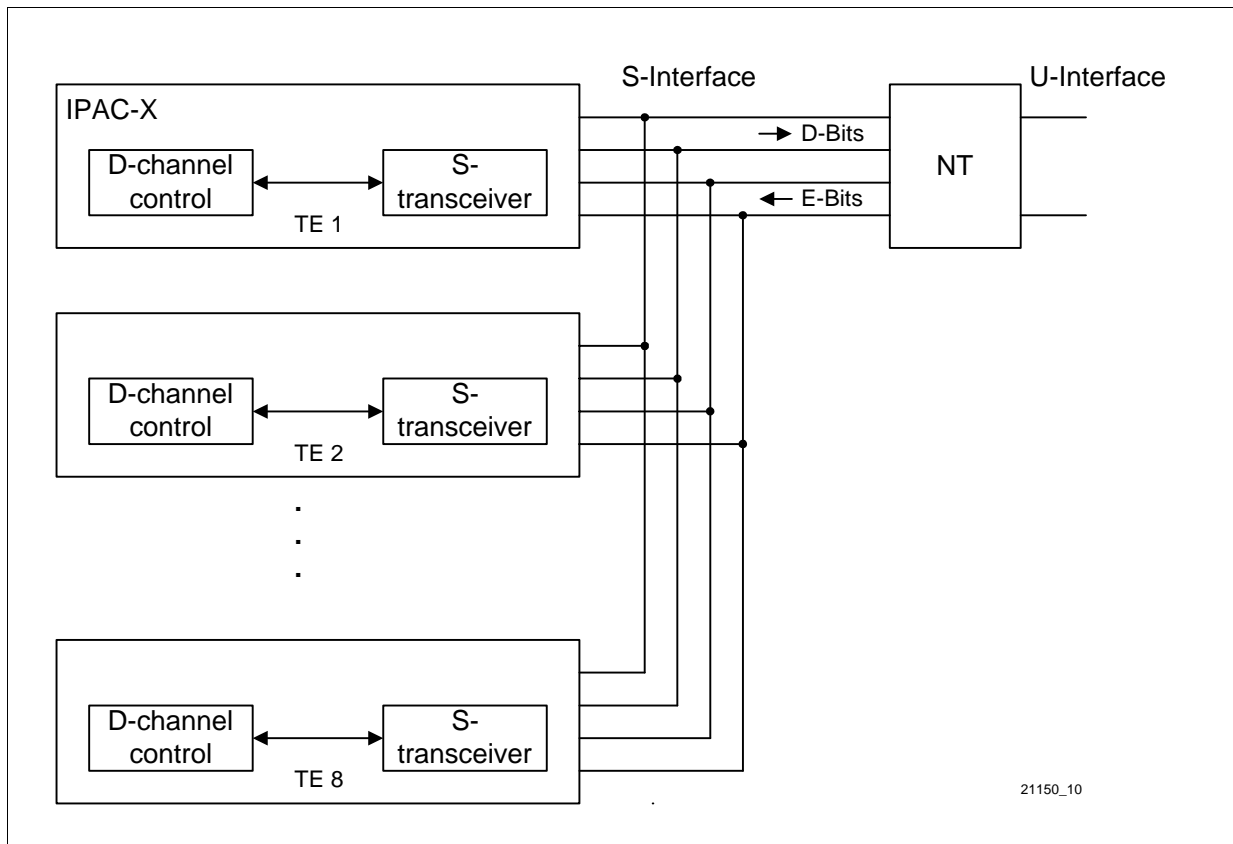 S-Interface
U-Interface
IPAC-X
D-Bits
D-channel
control
S-
transceiver
NT
E-Bits
TE 1
D-channel
control
S-
transceiver
TE 2
.
.
.
D-channel
control
S-
transceiver
TE 8
21150_10
.